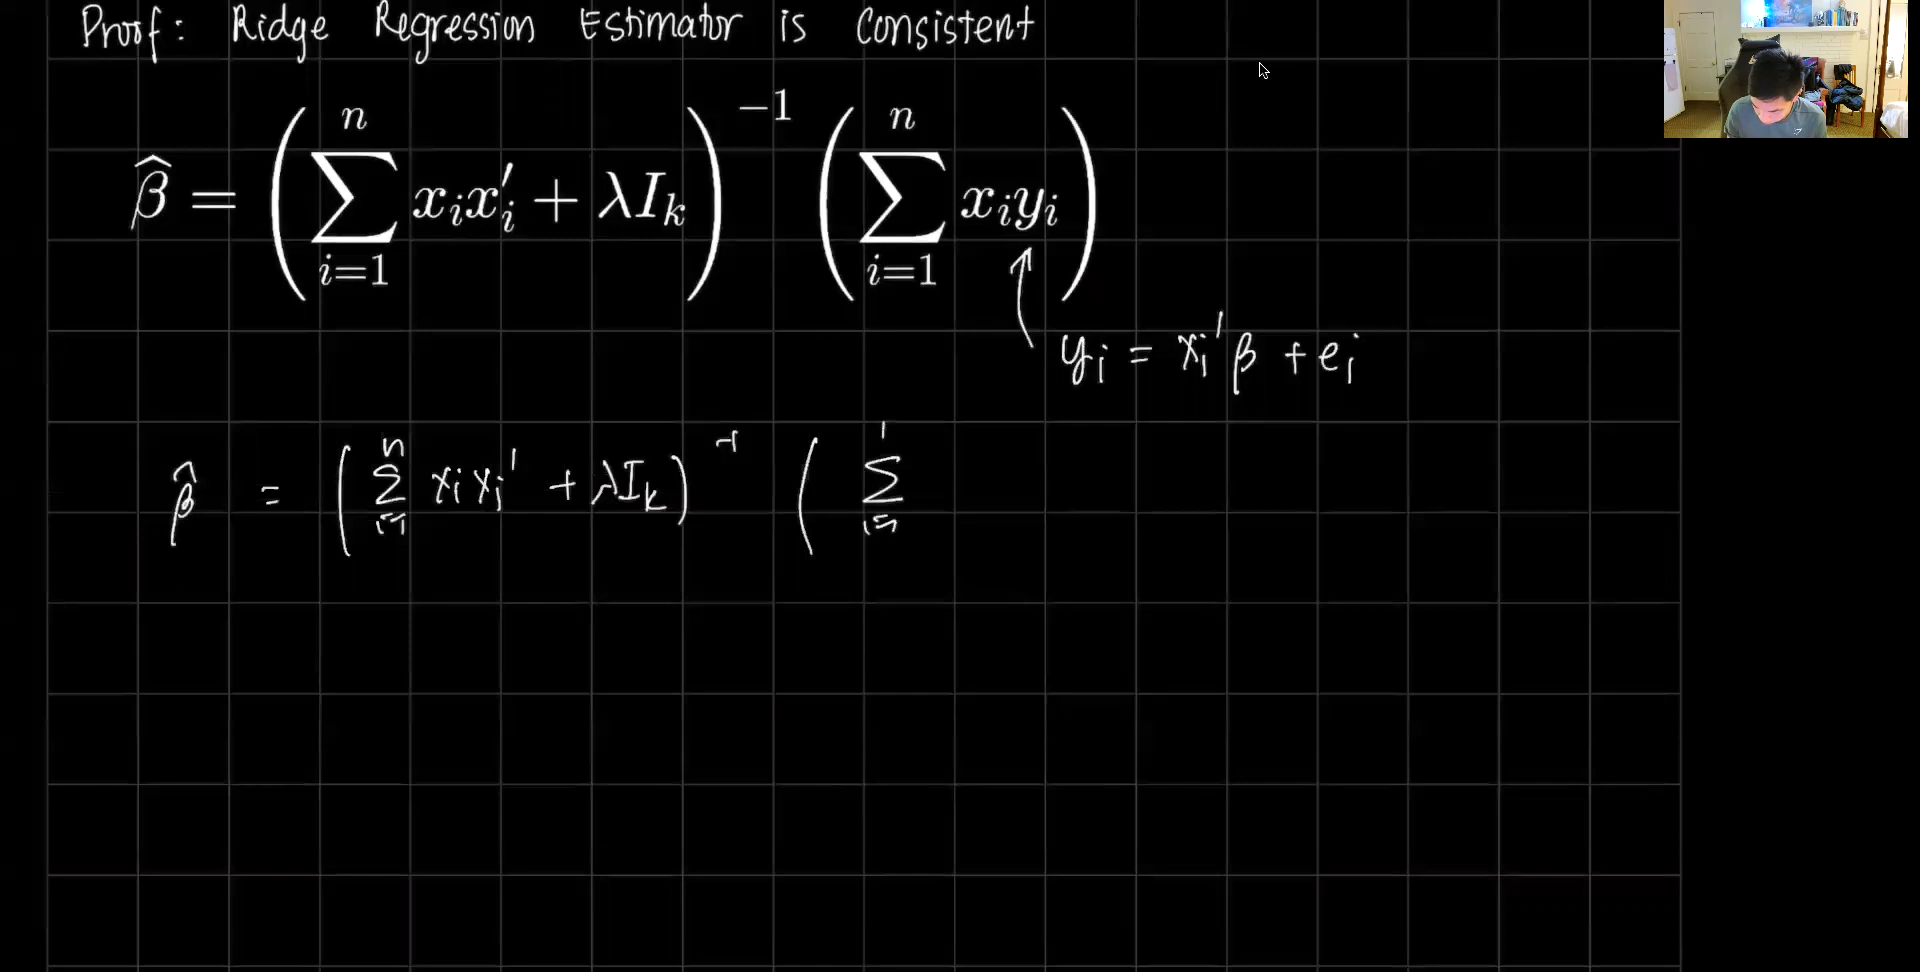 Proof: Ridge Regression Estimator is Consistent
β̂ = ( ∑_{i=1}^{n} x_i x_i' + λI_k )^{-1} ( ∑_{i=1}^{n} x_i y_i )
y_i = x_i'β + e_i
β̂ = ( ∑_{i=1}^{n} x_i x_i' + λI_k )^{-1} ( ∑_{i=1}